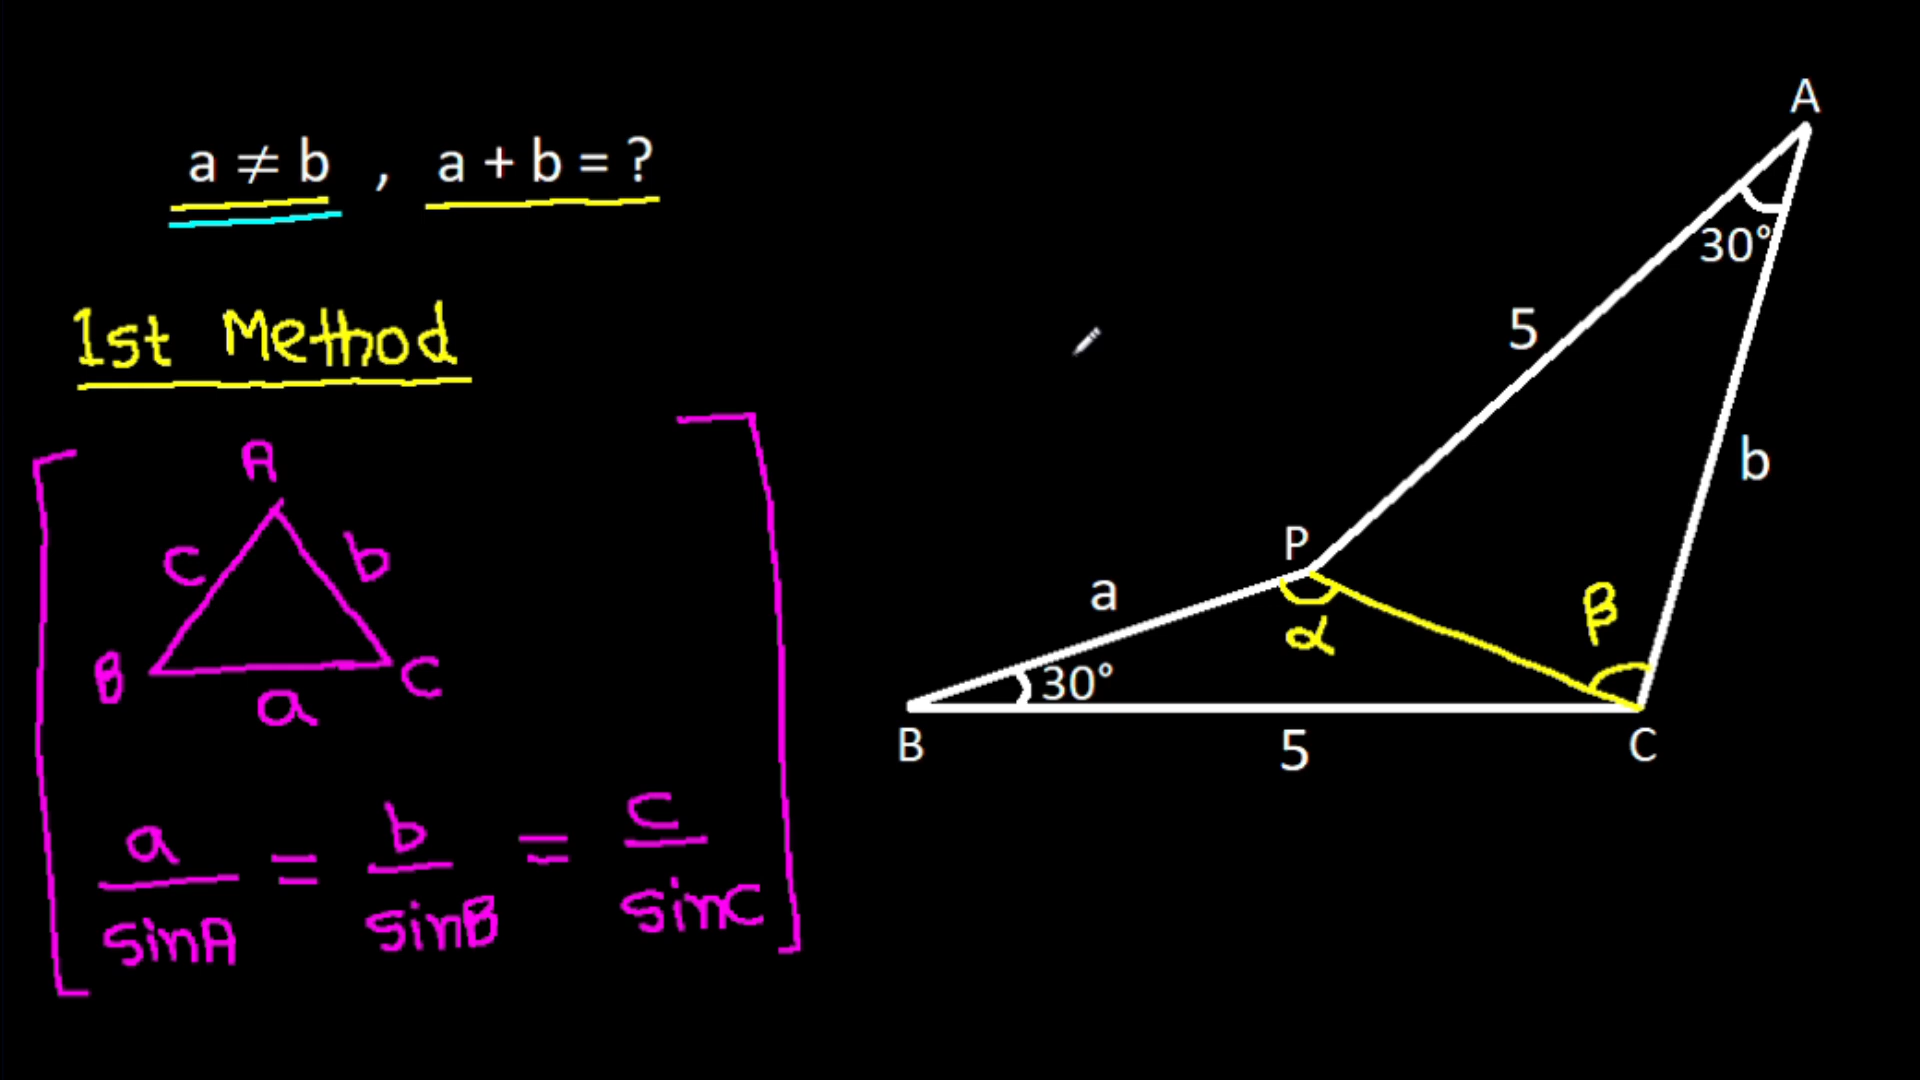 a ≠ b , a + b = ?
1st Method
A
c b
B C
a
a/sinA = b/sinB = c/sinC
A
30°
5
b
P
a
β
α
30°
B 5 C